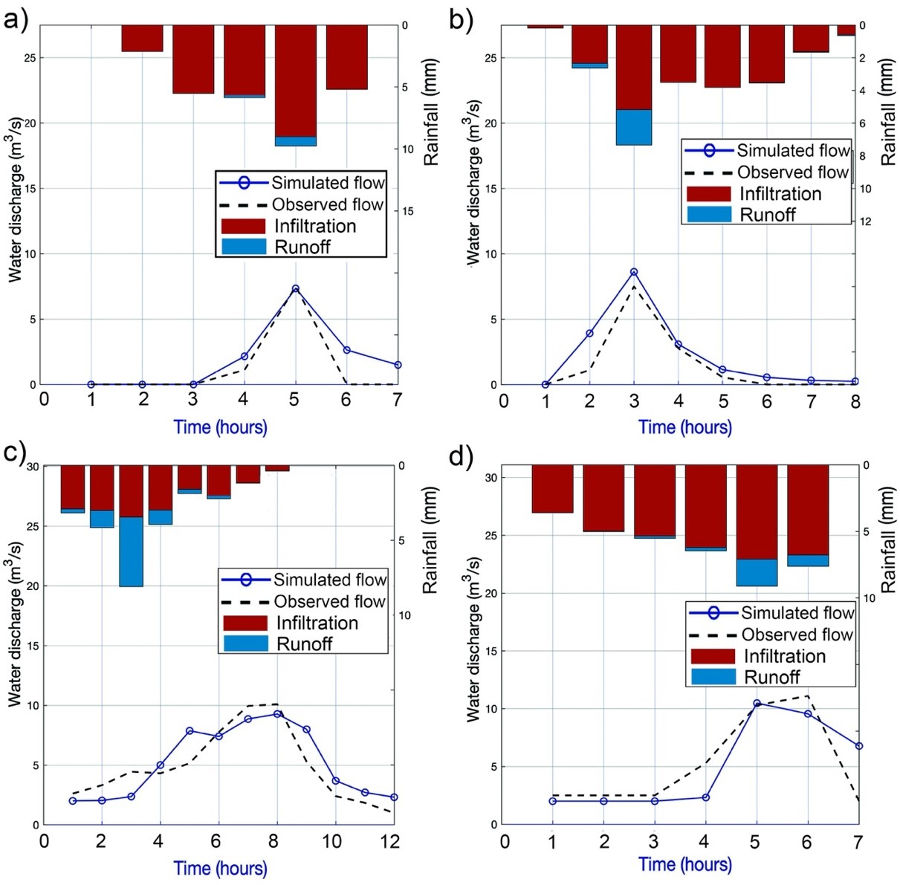 a)
25
20
15
10
5
0
0 1 2 3 4 5 6 7
Water discharge (m³/s)
Time (hours)
0
5
10
15
Rainfall (mm)
Simulated flow
Observed flow
Infiltration
Runoff
b)
25
20
15
10
5
0
0 1 2 3 4 5 6 7 8
Water discharge (m³/s)
Time (hours)
0
2
4
6
8
10
12
Rainfall (mm)
Simulated flow
Observed flow
Infiltration
Runoff
c)
30
25
20
15
10
5
0
0 2 4 6 8 10 12
Water discharge (m³/s)
Time (hours)
0
5
10
Rainfall (mm)
Simulated flow
Observed flow
Infiltration
Runoff
d)
30
25
20
15
10
5
0
0 1 2 3 4 5 6 7
Water discharge (m³/s)
Time (hours)
0
10
Rainfall (mm)
Simulated flow
Observed flow
Infiltration
Runoff